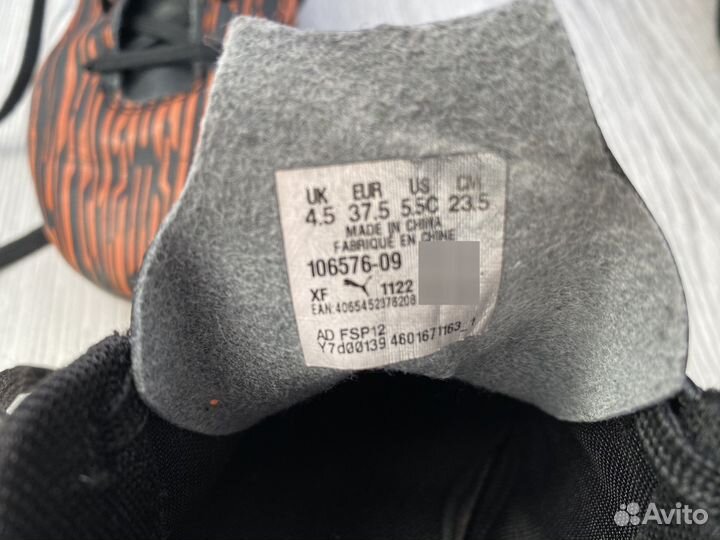 UK EUR US CM
4.5 37.5 5.5C 23.5
MADE IN CHINA
FABRIQUE EN CHINE
106576-09
XF 1122
EAN:4065452376208
AD FSP12
Y7d00139 4601671163_1
Avito